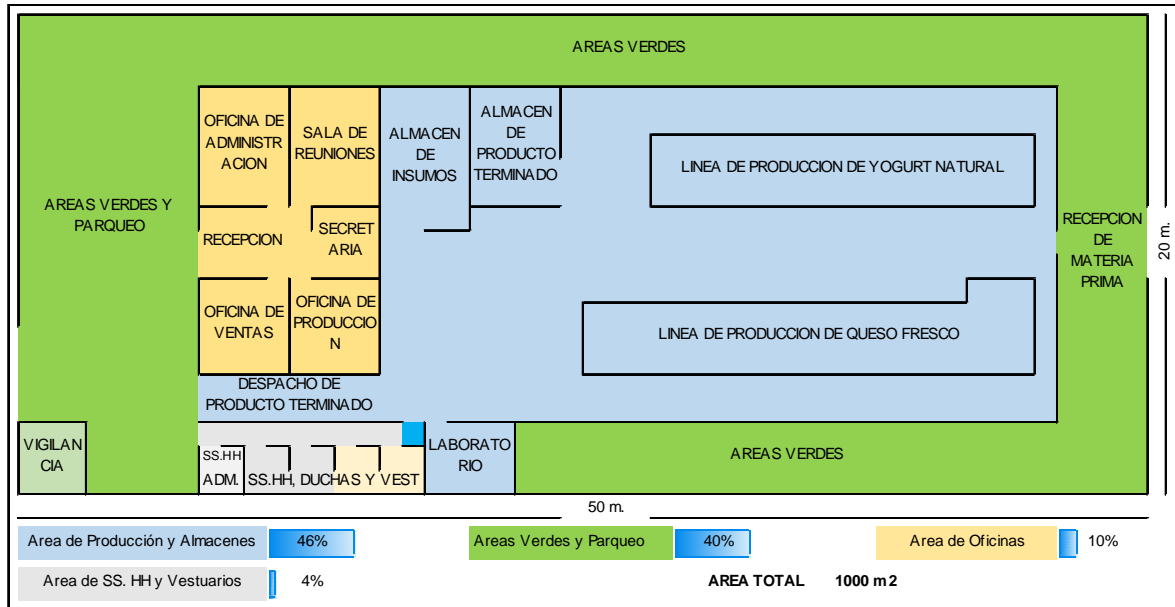 AREAS VERDES
OFICINA DE
ADMINISTR
ACION
SALA DE
REUNIONES
ALMACEN
DE
INSUMOS
ALMACEN
DE
PRODUCTO
TERMINADO
LINEA DE PRODUCCION DE YOGURT NATURAL
AREAS VERDES Y
PARQUEO
RECEPCION
SECRET
ARIA
RECEPCION
DE
MATERIA
PRIMA
20 m.
OFICINA DE
VENTAS
OFICINA DE
PRODUCCIO
N
LINEA DE PRODUCCION DE QUESO FRESCO
DESPACHO DE
PRODUCTO TERMINADO
VIGILAN
CIA
SS.HH
ADM.
SS.HH, DUCHAS Y VEST
LABORATO
RIO
AREAS VERDES
50 m.
Area de Producción y Almacenes 46%
Areas Verdes y Parqueo 40%
Area de Oficinas 10%
Area de SS. HH y Vestuarios 4%
AREA TOTAL 1000 m2